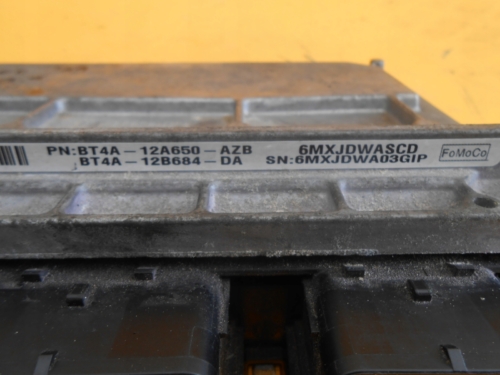 PN:BT4A-12A650-AZB 6MXJDWASCD
BT4A-12B684-DA SN:6MXJDWA03GIP FoMoCo